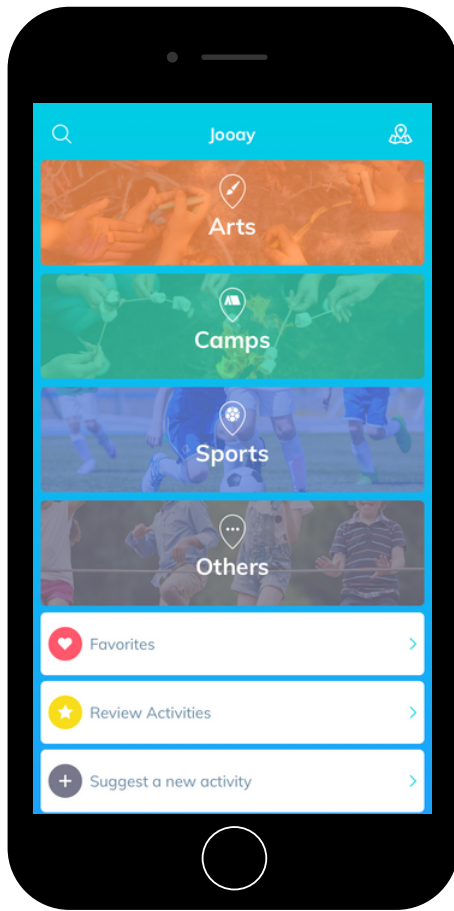 Jooay
Arts
Camps
Sports
Others
Favorites
Review Activities
Suggest a new activity